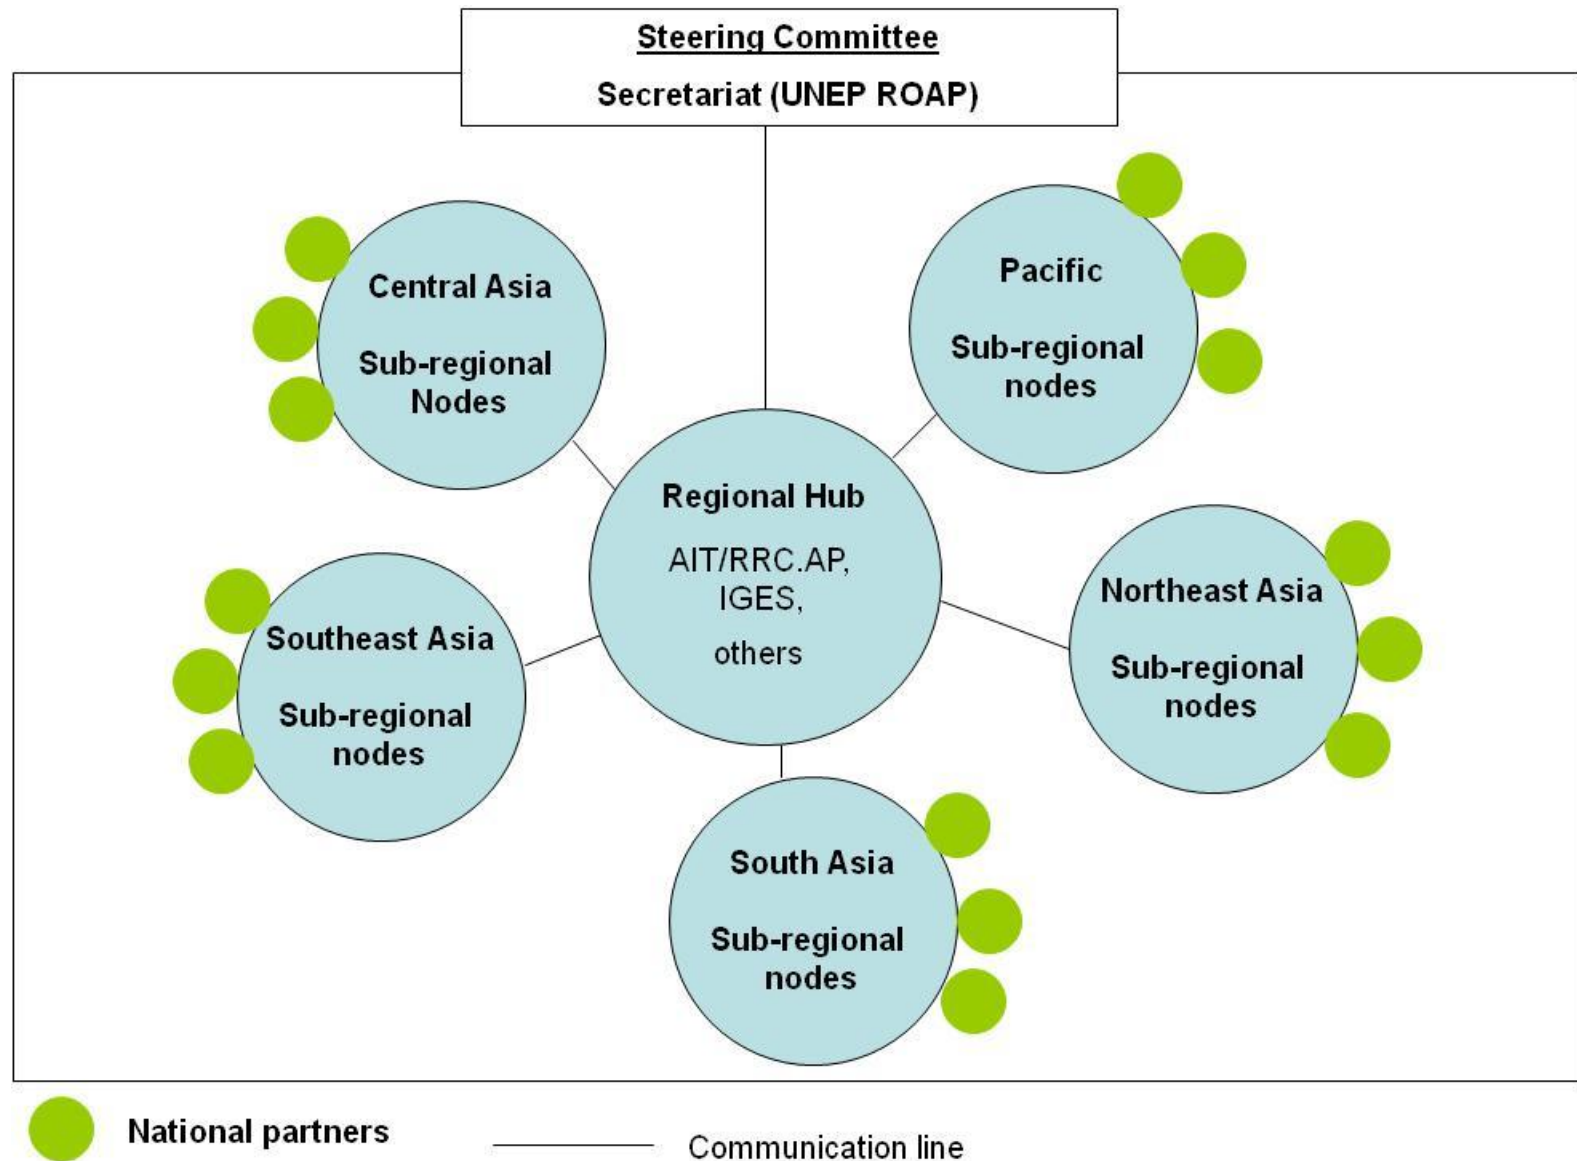 Steering Committee
Secretariat (UNEP ROAP)
Central Asia
Sub-regional
Nodes
Pacific
Sub-regional
nodes
Regional Hub
AIT/RRC.AP,
IGES,
others
Southeast Asia
Sub-regional
nodes
Northeast Asia
Sub-regional
nodes
South Asia
Sub-regional
nodes
National partners
Communication line